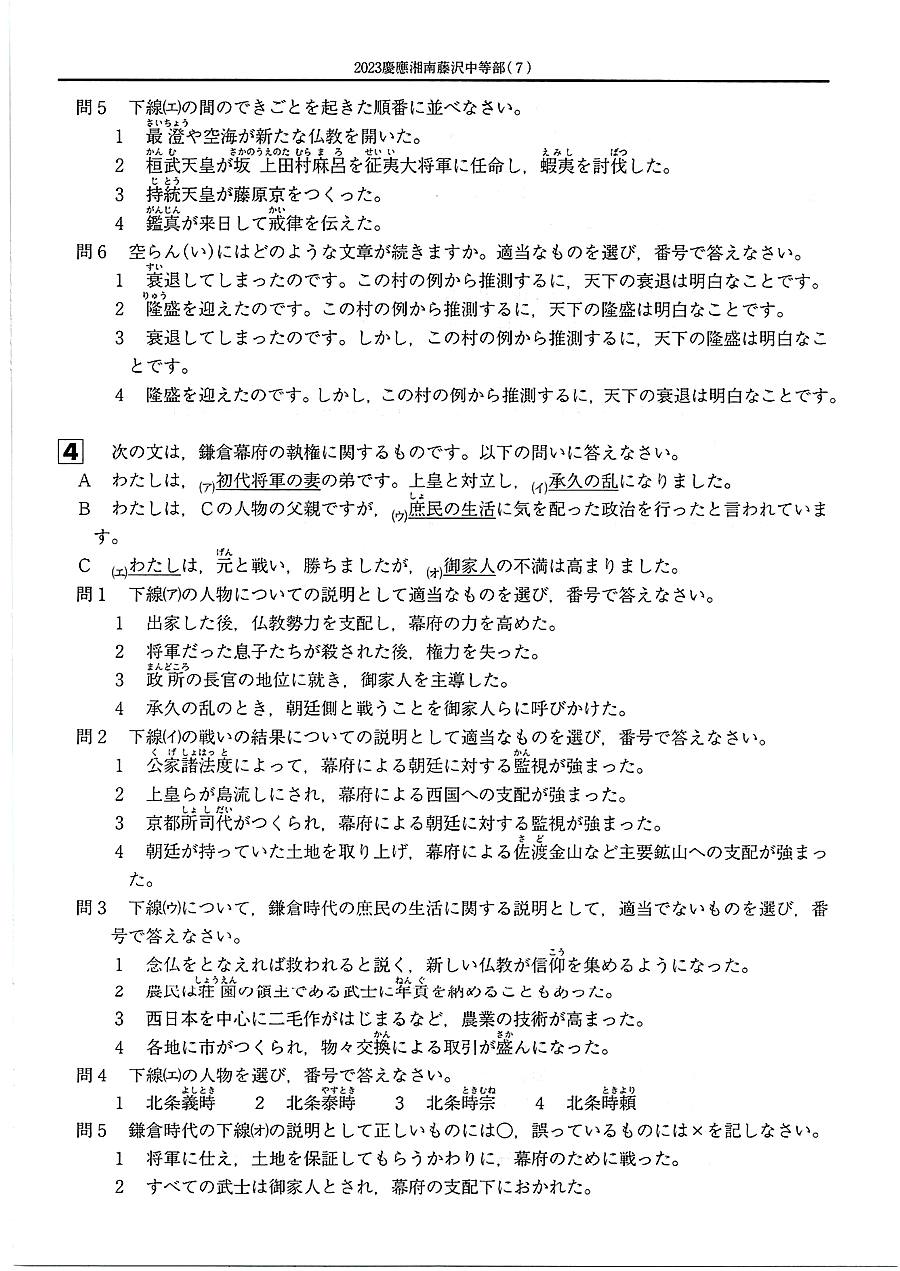 2023慶應湘南藤沢中等部(7)
問5 下線㈓の間のできごとを起きた順番に並べなさい。
1 最澄や空海が新たな仏教を開いた。
2 桓武天皇が坂上田村麻呂を征夷大将軍に任命し，蝦夷を討伐した。
3 持統天皇が藤原京をつくった。
4 鑑真が来日して戒律を伝えた。
問6 空らん(い)にはどのような文章が続きますか。適当なものを選び，番号で答えなさい。
1 衰退してしまったのです。この村の例から推測するに，天下の衰退は明白なことです。
2 隆盛を迎えたのです。この村の例から推測するに，天下の隆盛は明白なことです。
3 衰退してしまったのです。しかし，この村の例から推測するに，天下の隆盛は明白なこ
とです。
4 隆盛を迎えたのです。しかし，この村の例から推測するに，天下の衰退は明白なことです。
4 次の文は，鎌倉幕府の執権に関するものです。以下の問いに答えなさい。
A わたしは，(ア)初代将軍の妻の弟です。上皇と対立し，(イ)承久の乱になりました。
B わたしは，Cの人物の父親ですが，(ウ)庶民の生活に気を配った政治を行ったと言われていま
す。
C (エ)わたしは，元と戦い，勝ちましたが，(オ)御家人の不満は高まりました。
問1 下線(ア)の人物についての説明として適当なものを選び，番号で答えなさい。
1 出家した後，仏教勢力を支配し，幕府の力を高めた。
2 将軍だった息子たちが殺された後，権力を失った。
3 政所の長官の地位に就き，御家人を主導した。
4 承久の乱のとき，朝廷側と戦うことを御家人らに呼びかけた。
問2 下線(イ)の戦いの結果についての説明として適当なものを選び，番号で答えなさい。
1 公家諸法度によって，幕府による朝廷に対する監視が強まった。
2 上皇らが島流しにされ，幕府による西国への支配が強まった。
3 京都所司代がつくられ，幕府による朝廷に対する監視が強まった。
4 朝廷が持っていた土地を取り上げ，幕府による佐渡金山など主要鉱山への支配が強まっ
た。
問3 下線(ウ)について，鎌倉時代の庶民の生活に関する説明として，適当でないものを選び，番
号で答えなさい。
1 念仏をとなえれば救われると説く，新しい仏教が信仰を集めるようになった。
2 農民は荘園の領主である武士に年貢を納めることもあった。
3 西日本を中心に二毛作がはじまるなど，農業の技術が高まった。
4 各地に市がつくられ，物々交換による取引が盛んになった。
問4 下線(エ)の人物を選び，番号で答えなさい。
1 北条義時 2 北条泰時 3 北条時宗 4 北条時頼
問5 鎌倉時代の下線(オ)の説明として正しいものには○，誤っているものには×を記しなさい。
1 将軍に仕え，土地を保証してもらうかわりに，幕府のために戦った。
2 すべての武士は御家人とされ，幕府の支配下におかれた。